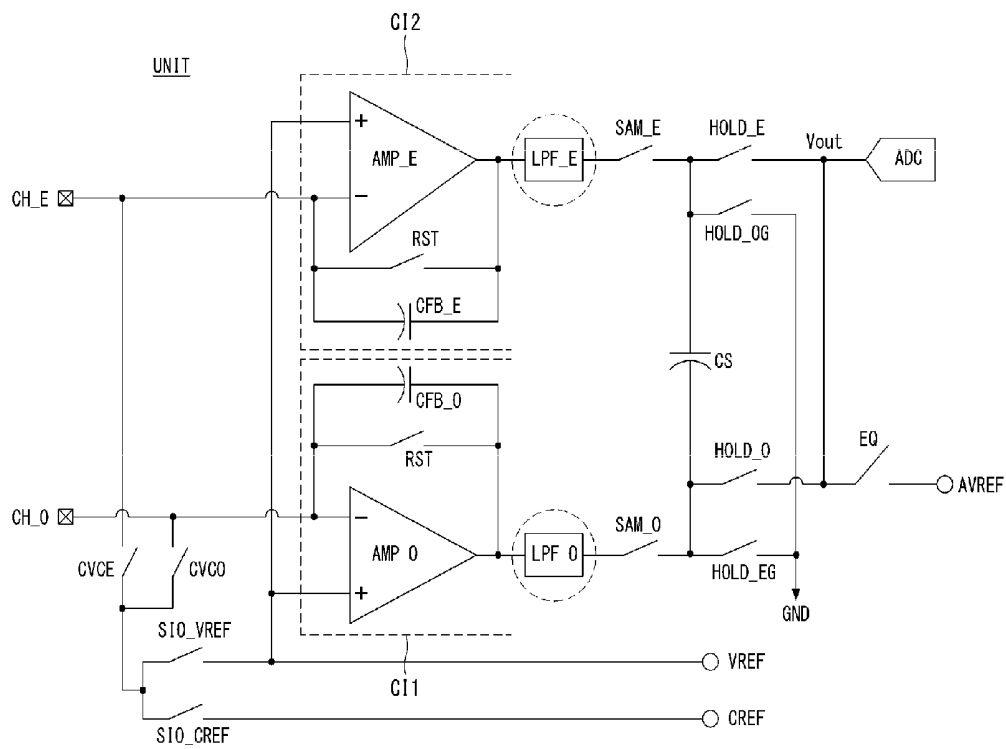 CI2
UNIT
+
AMP_E
−
LPF_E
SAM_E
HOLD_E
Vout
ADC
CH_E
HOLD_OG
RST
CFB_E
CS
CFB_O
RST
HOLD_O
EQ
AVREF
CH_O
−
AMP O
+
LPF O
SAM_O
HOLD_EG
GND
CVCE
CVCO
SIO_VREF
VREF
CI1
CREF
SIO_CREF